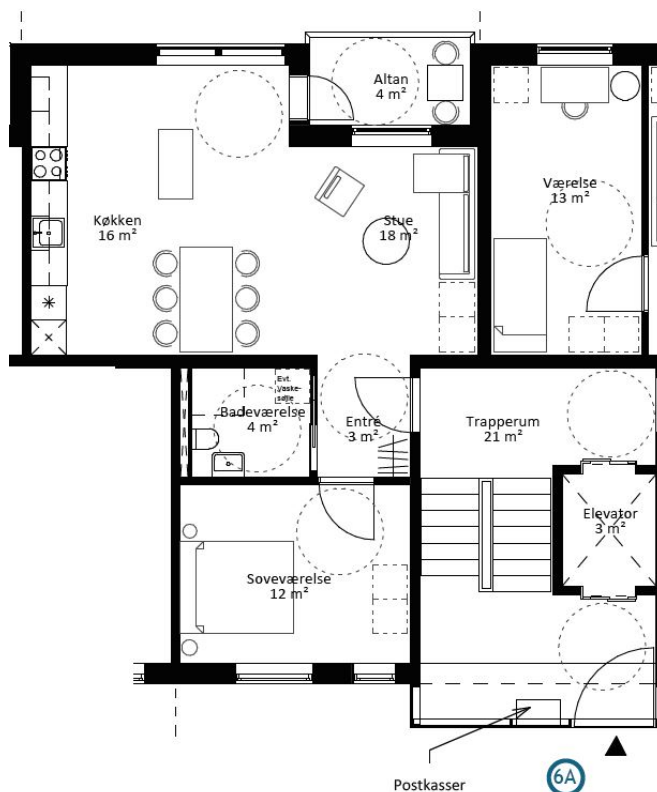 Altan
4 m²
Værelse
13 m²
Køkken
16 m²
Stue
18 m²
Evt.
Vaske-
søjle
Badeværelse
4 m²
Entré
3 m²
Trapperum
21 m²
Elevator
3 m²
Soveværelse
12 m²
Postkasser
6A